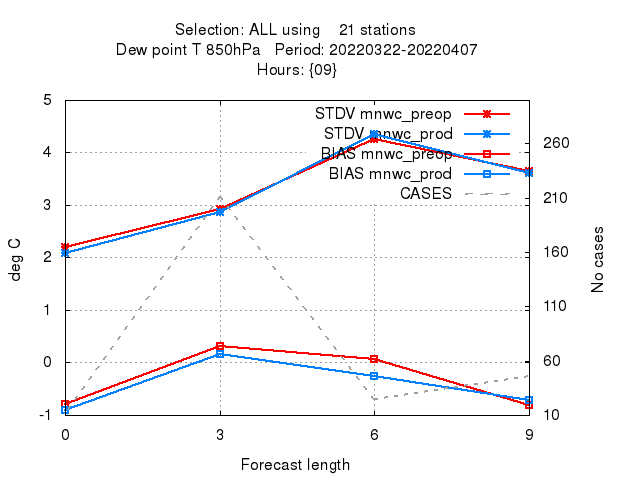 Selection: ALL using 21 stations
Dew point T 850hPa Period: 20220322-20220407
Hours: {09}
STDV mnwc_preop
STDV mnwc_prod
BIAS mnwc_preop
BIAS mnwc_prod
CASES
deg C
5
4
3
2
1
0
-1
260
210
160
110
60
10
No cases
0 3 6 9
Forecast length